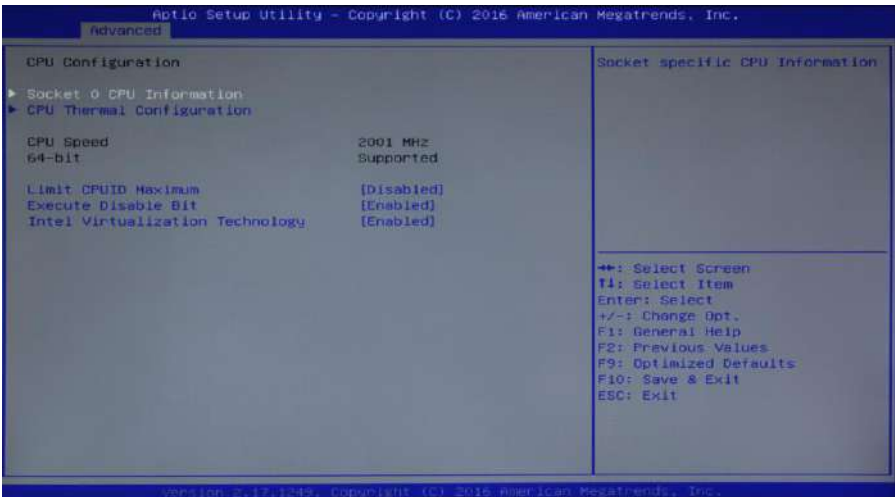 Aptio Setup Utility - Copyright (C) 2016 American Megatrends, Inc.
Advanced
CPU Configuration
Socket specific CPU Information
▶ Socket 0 CPU Information
▶ CPU Thermal Configuration
CPU Speed 2001 MHz
64-bit Supported
Limit CPUID Maximum [Disabled]
Execute Disable Bit [Enabled]
Intel Virtualization Technology [Enabled]
→←: Select Screen
↑↓: Select Item
Enter: Select
+/-: Change Opt.
F1: General Help
F2: Previous Values
F9: Optimized Defaults
F10: Save & Exit
ESC: Exit
Version 2.17.1249. Copyright (C) 2016 American Megatrends, Inc.